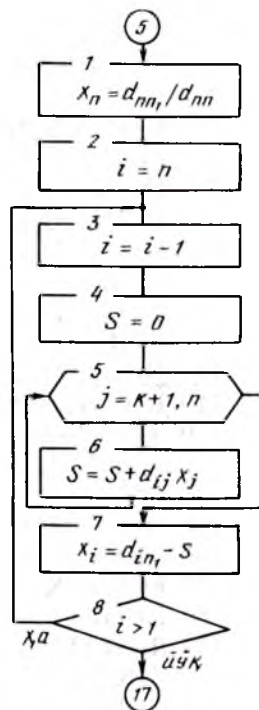 5
1
x_n = d_{nn_1} / d_{nn}
2
i = n
3
i = i - 1
4
S = 0
5
j = к + 1, n
6
S = S + d_{ij} x_j
7
x_i = d_{in_1} - S
8
i > 1
ҳа
йўқ
17